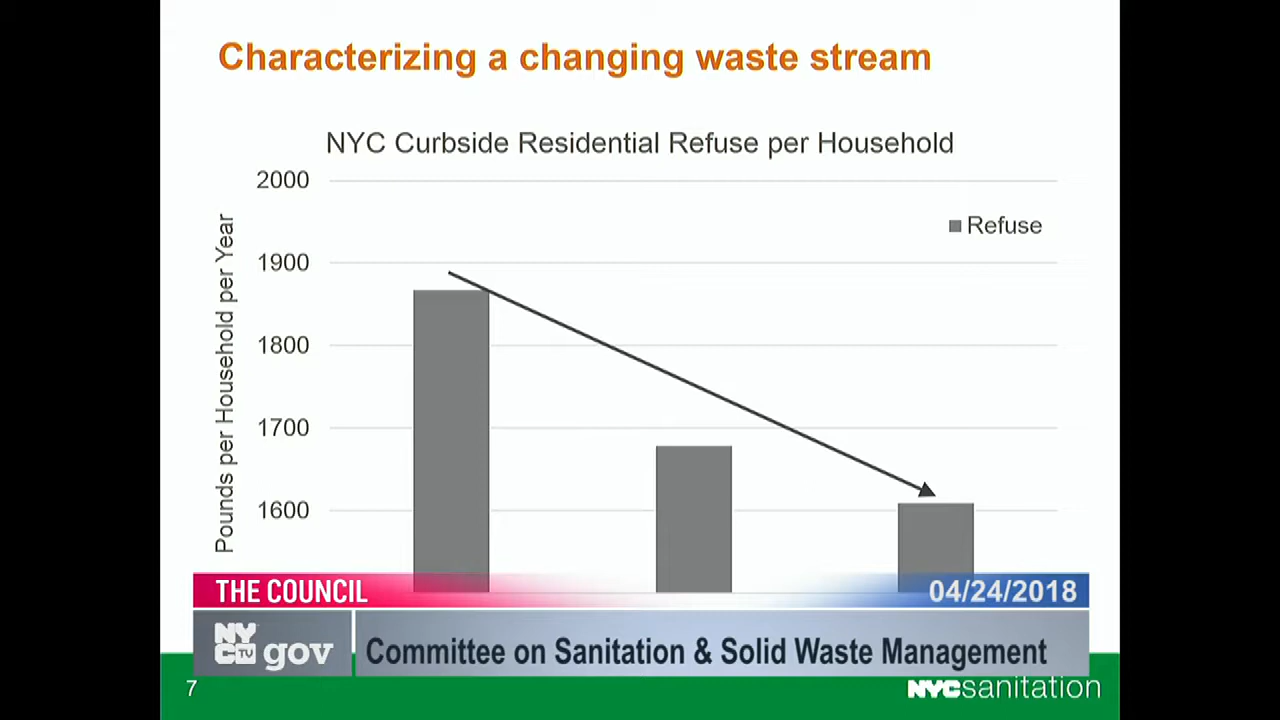 Characterizing a changing waste stream
NYC Curbside Residential Refuse per Household
Pounds per Household per Year
2000
1900
1800
1700
1600
Refuse
THE COUNCIL
04/24/2018
NYC TV gov
Committee on Sanitation & Solid Waste Management
7
NYCsanitation